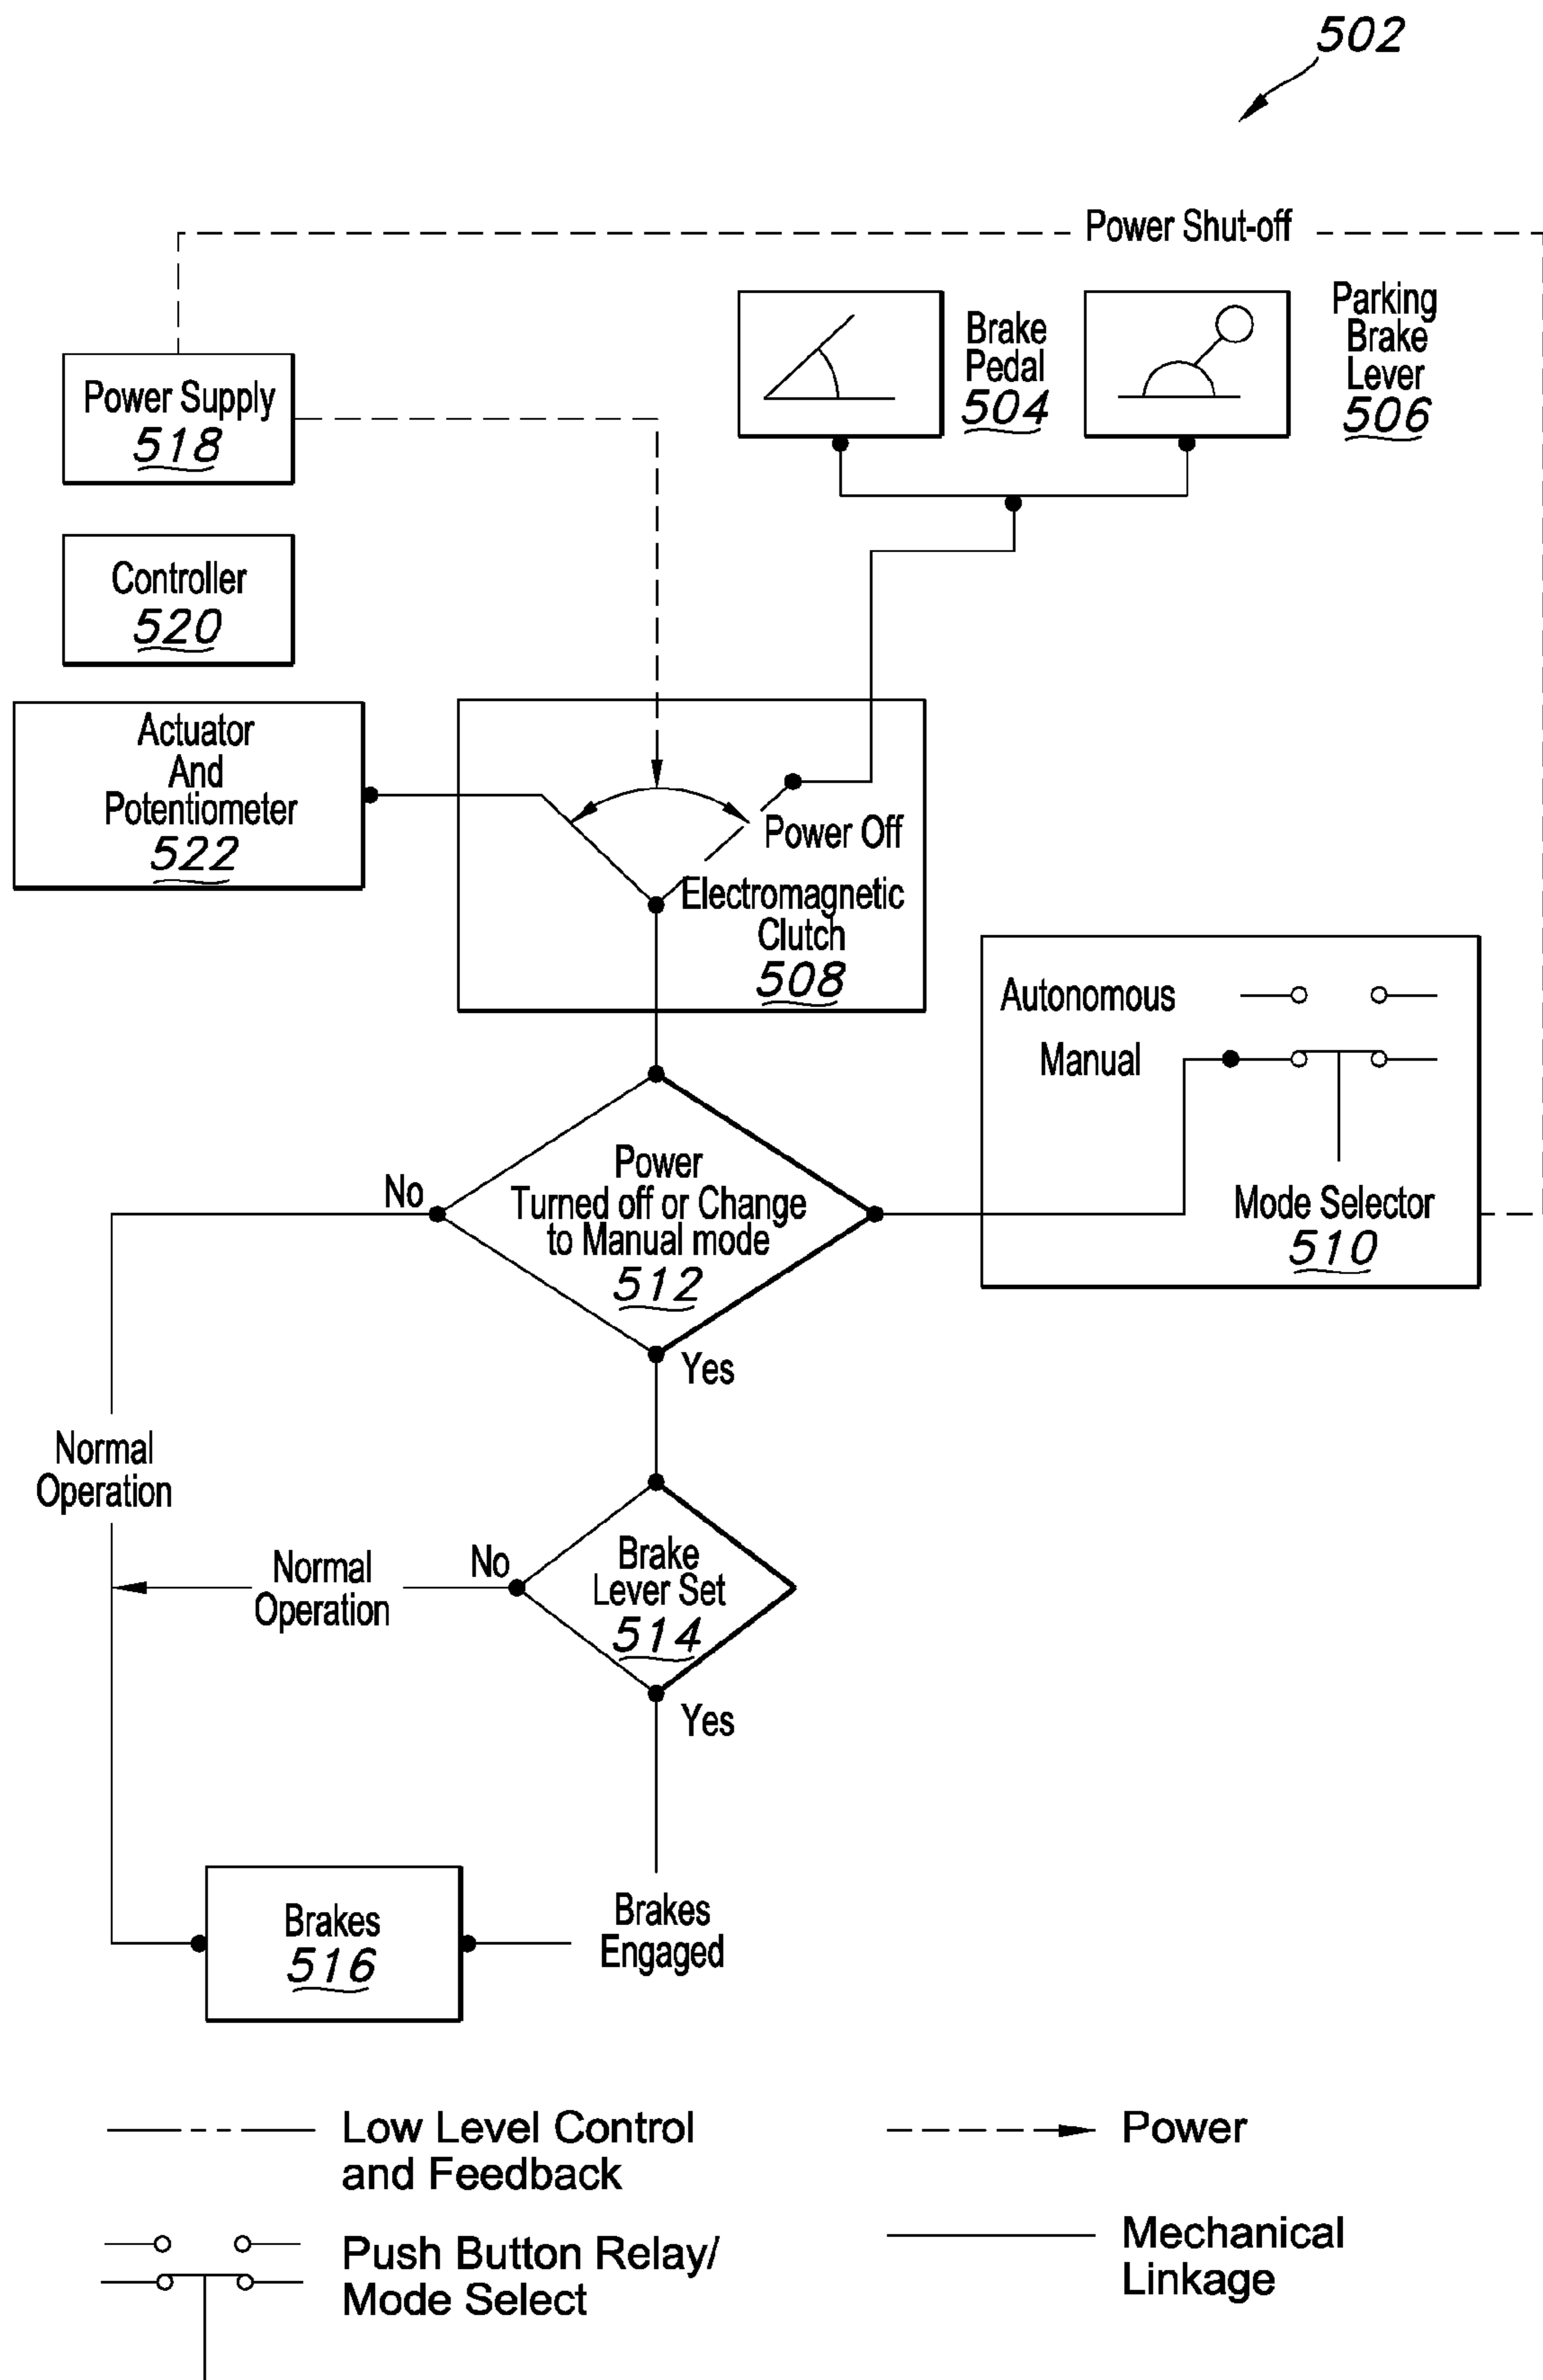 502
Power Shut-off
Brake
Pedal
504
Parking
Brake
Lever
506
Power Supply
518
Controller
520
Actuator
And
Potentiometer
522
Power Off
Electromagnetic
Clutch
508
Autonomous
Manual
Mode Selector
510
No
Power
Turned off or Change
to Manual mode
512
Yes
Normal
Operation
Normal
Operation
No
Brake
Lever Set
514
Yes
Brakes
516
Brakes
Engaged
Low Level Control
and Feedback
Power
Push Button Relay/
Mode Select
Mechanical
Linkage